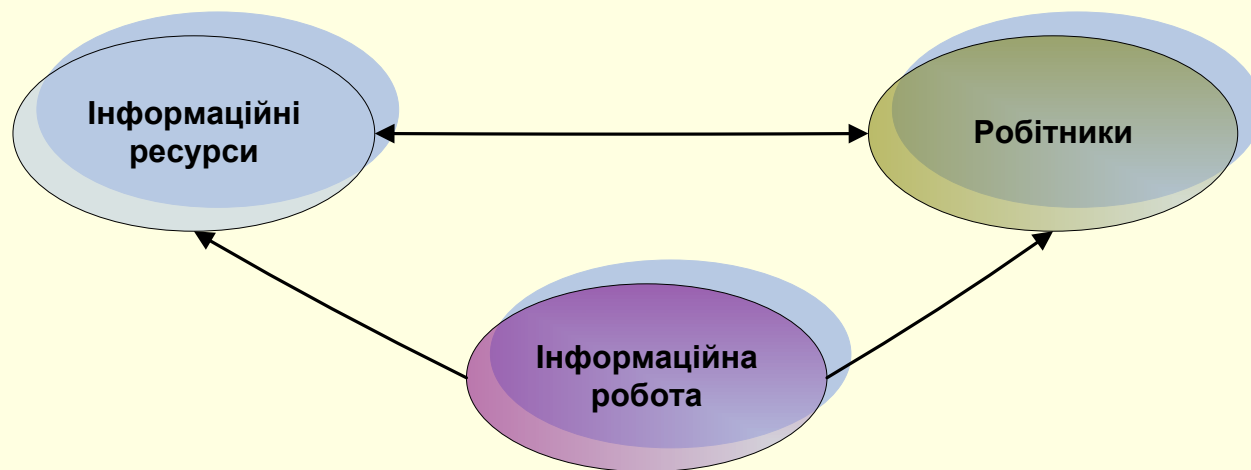 Інформаційні
ресурси
Робітники
Інформаційна
робота